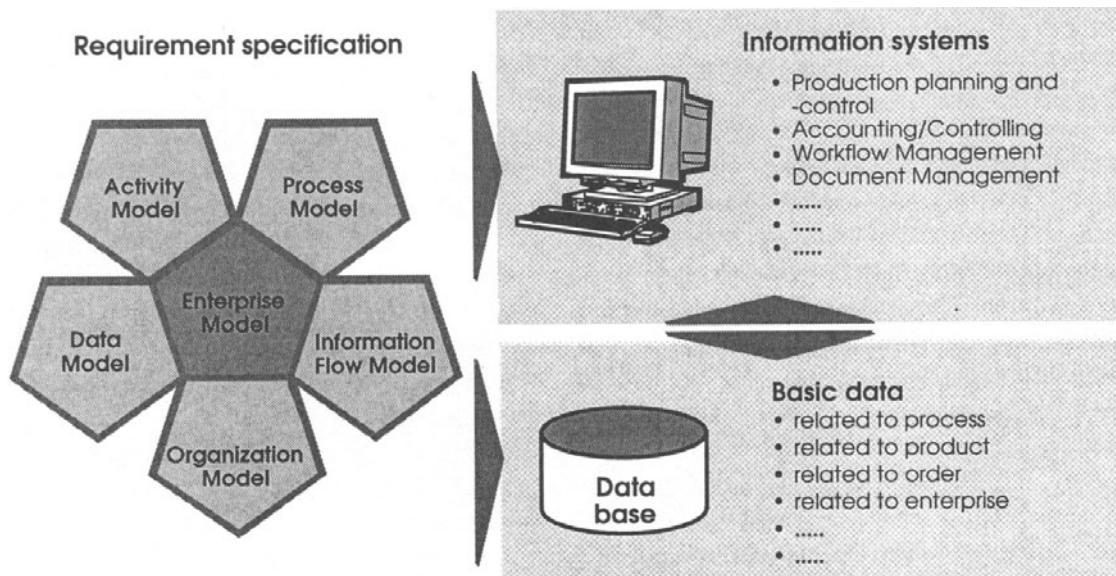 Requirement specification
Activity
Model
Process
Model
Enterprise
Model
Data
Model
Information
Flow Model
Organization
Model
Information systems
• Production planning and
-control
• Accounting/Controlling
• Workflow Management
• Document Management
• .....
• .....
• .....
Data
base
Basic data
• related to process
• related to product
• related to order
• related to enterprise
• .....
• .....